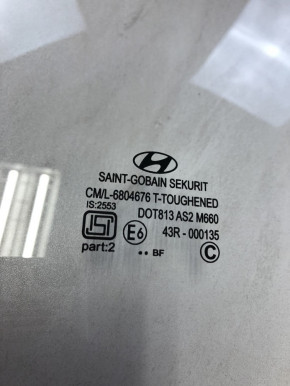 SAINT-GOBAIN SEKURIT
CM/L-6804676 T-TOUGHENED
IS:2553
DOT813 AS2 M660
E6
43R - 000135
part:2
C
•• BF